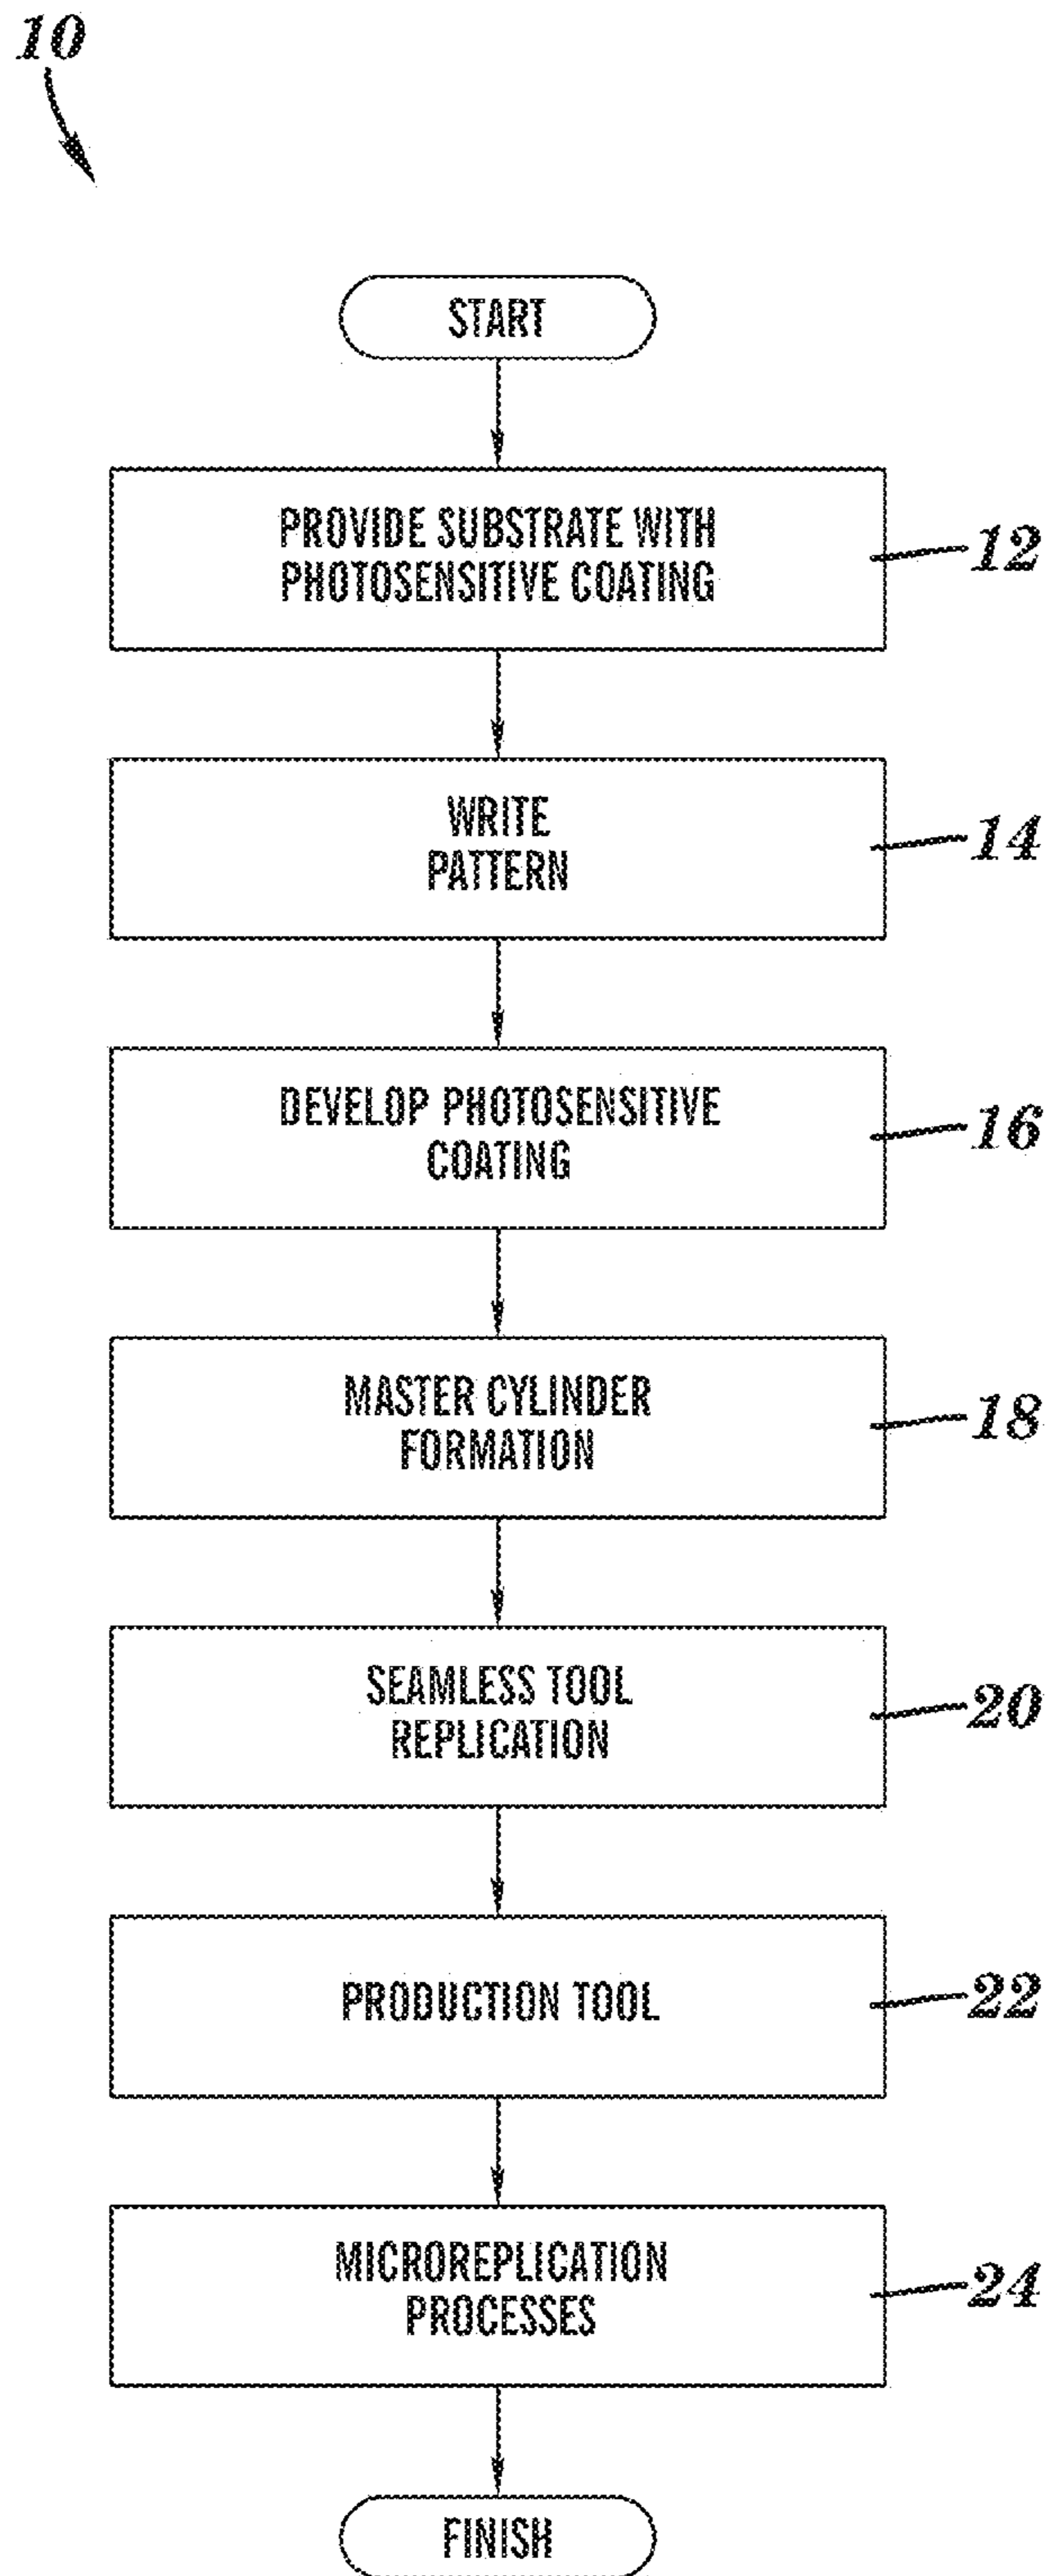 10
START
PROVIDE SUBSTRATE WITH
PHOTOSENSITIVE COATING
12
WRITE
PATTERN
14
DEVELOP PHOTOSENSITIVE
COATING
16
MASTER CYLINDER
FORMATION
18
SEAMLESS TOOL
REPLICATION
20
PRODUCTION TOOL
22
MICROREPLICATION
PROCESSES
24
FINISH